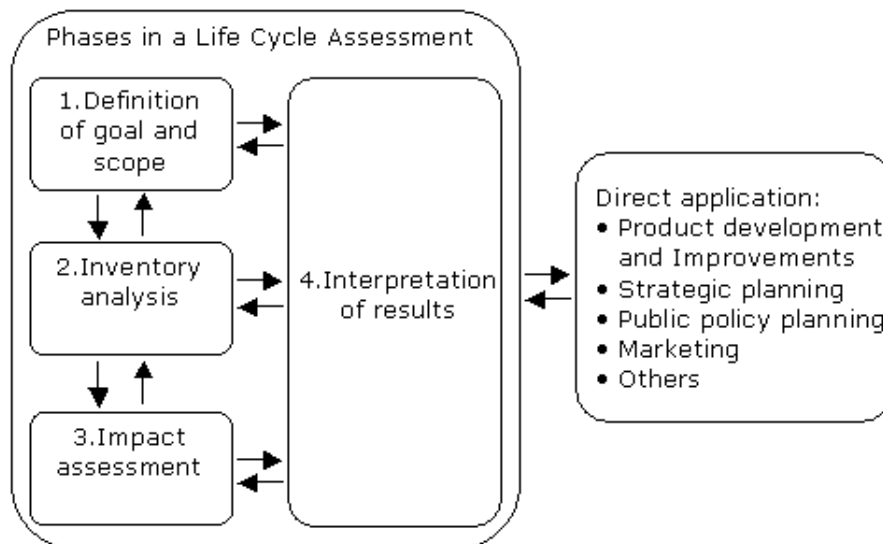 Phases in a Life Cycle Assessment
1.Definition
of goal and
scope
2.Inventory
analysis
3.Impact
assessment
4.Interpretation
of results
Direct application:
• Product development
and Improvements
• Strategic planning
• Public policy planning
• Marketing
• Others